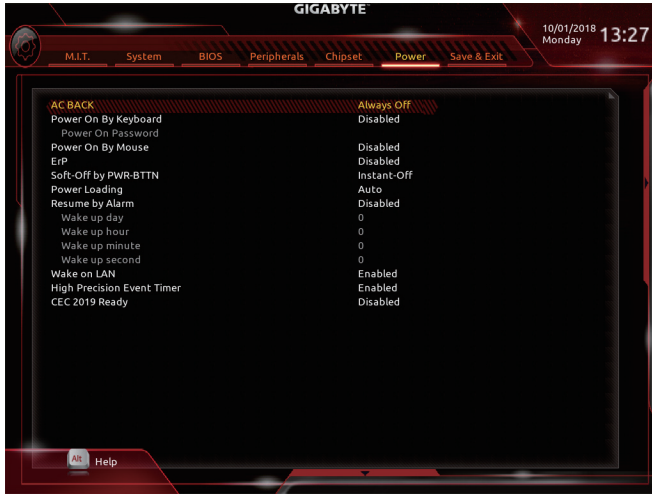 GIGABYTE™
10/01/2018
Monday 13:27
M.I.T. System BIOS Peripherals Chipset Power Save & Exit
AC BACK Always Off
Power On By Keyboard Disabled
Power On Password
Power On By Mouse Disabled
ErP Disabled
Soft-Off by PWR-BTTN Instant-Off
Power Loading Auto
Resume by Alarm Disabled
Wake up day 0
Wake up hour 0
Wake up minute 0
Wake up second 0
Wake on LAN Enabled
High Precision Event Timer Enabled
CEC 2019 Ready Disabled
Alt Help